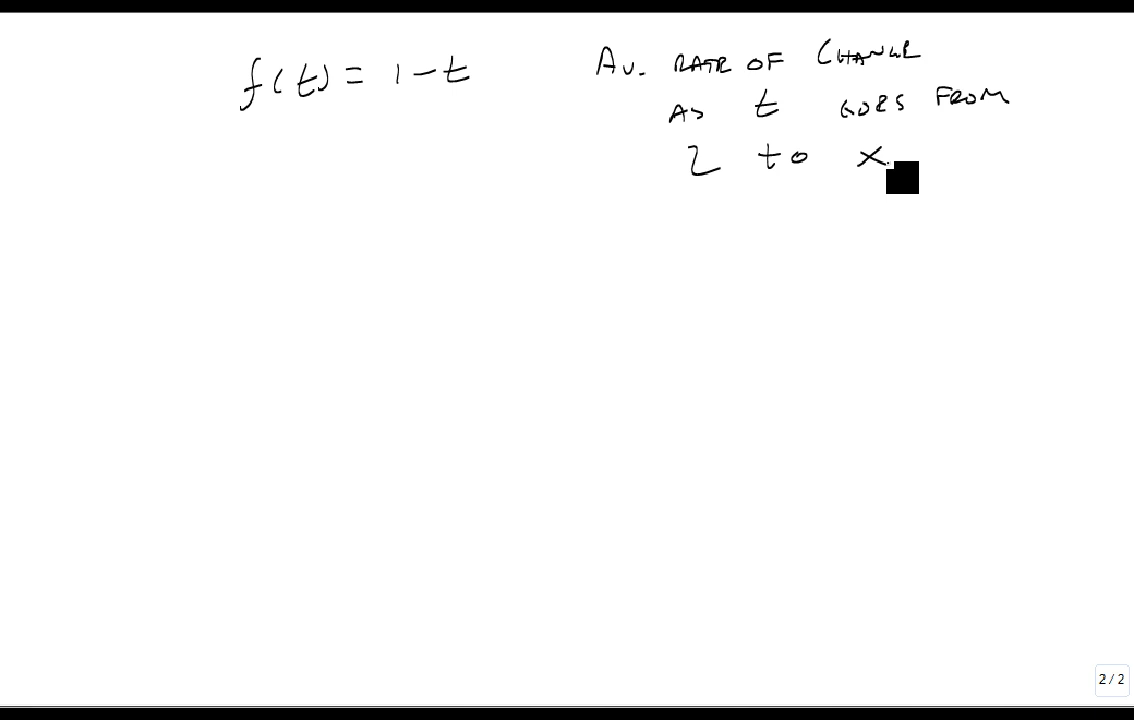 f(t) = 1 - t
Av. RATE OF CHANGE
AS t GOES FROM
2 to x.
2 / 2